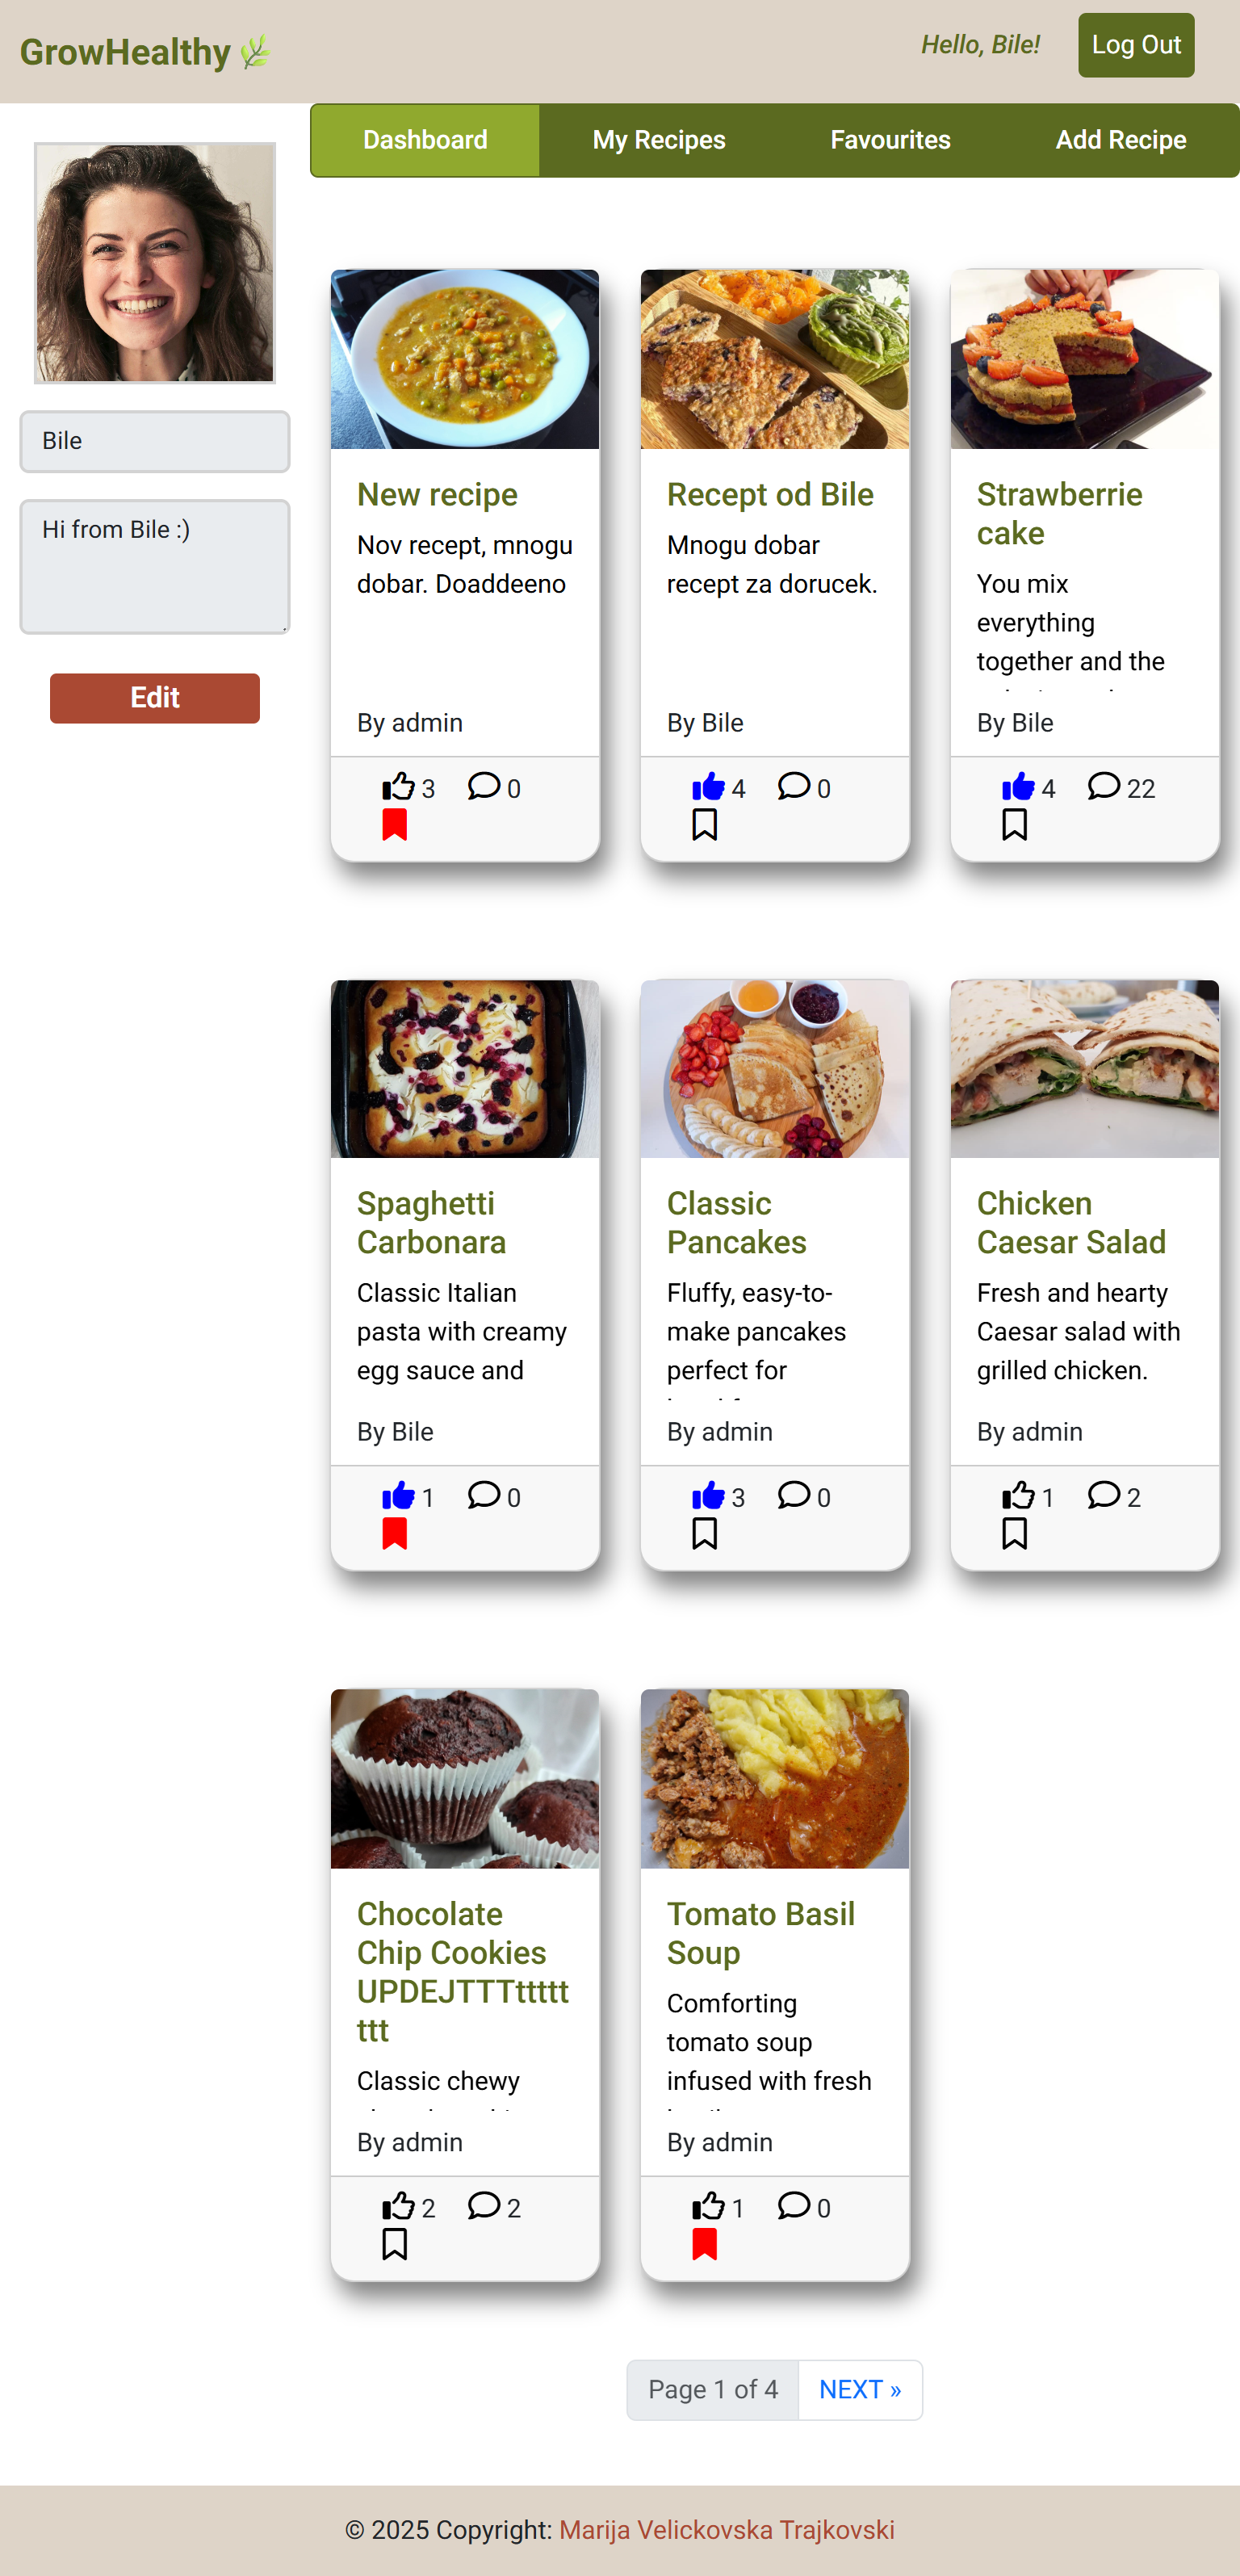 GrowHealthy
Hello, Bile!
Log Out
Dashboard
My Recipes
Favourites
Add Recipe
Bile
Hi from Bile :)
Edit
New recipe
Nov recept, mnogu
dobar. Doaddeeno
By admin
3
0
Recept od Bile
Mnogu dobar
recept za dorucek.
By Bile
4
0
Strawberrie
cake
You mix
everything
together and the
By Bile
4
22
Spaghetti
Carbonara
Classic Italian
pasta with creamy
egg sauce and
By Bile
1
0
Classic
Pancakes
Fluffy, easy-to-
make pancakes
perfect for
By admin
3
0
Chicken
Caesar Salad
Fresh and hearty
Caesar salad with
grilled chicken.
By admin
1
2
Chocolate
Chip Cookies
UPDEJTTTttttt
ttt
Classic chewy
By admin
2
2
Tomato Basil
Soup
Comforting
tomato soup
infused with fresh
By admin
1
0
Page 1 of 4
NEXT »
© 2025 Copyright: Marija Velickovska Trajkovski